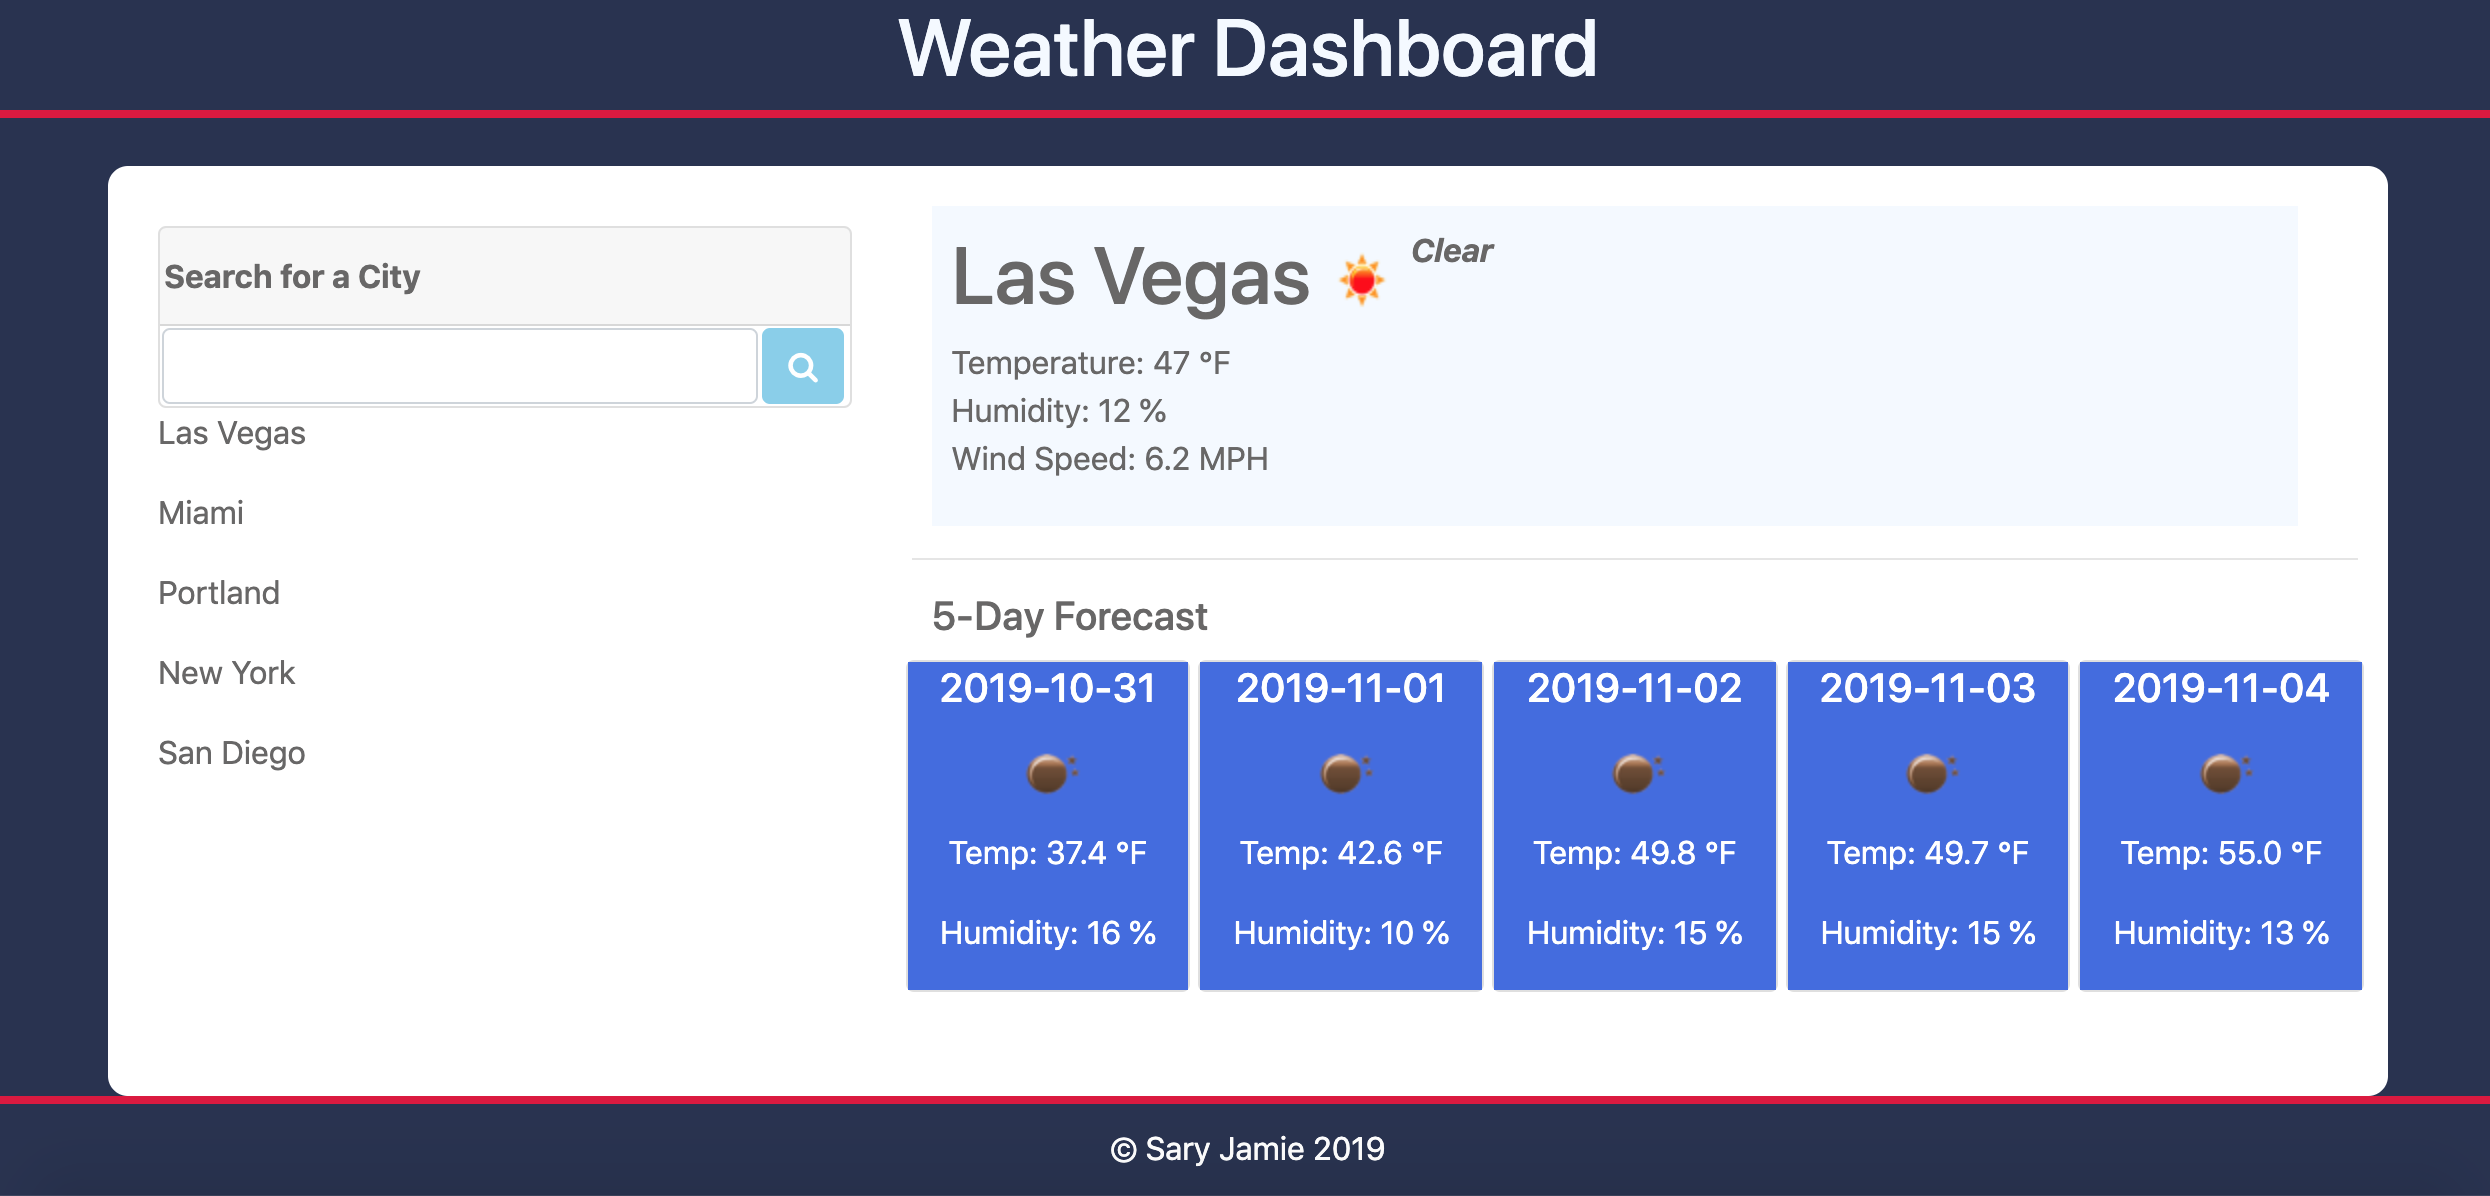 Weather Dashboard
Search for a City
Las Vegas
Miami
Portland
New York
San Diego
Las Vegas Clear
Temperature: 47 °F
Humidity: 12 %
Wind Speed: 6.2 MPH
5-Day Forecast
2019-10-31
Temp: 37.4 °F
Humidity: 16 %
2019-11-01
Temp: 42.6 °F
Humidity: 10 %
2019-11-02
Temp: 49.8 °F
Humidity: 15 %
2019-11-03
Temp: 49.7 °F
Humidity: 15 %
2019-11-04
Temp: 55.0 °F
Humidity: 13 %
© Sary Jamie 2019